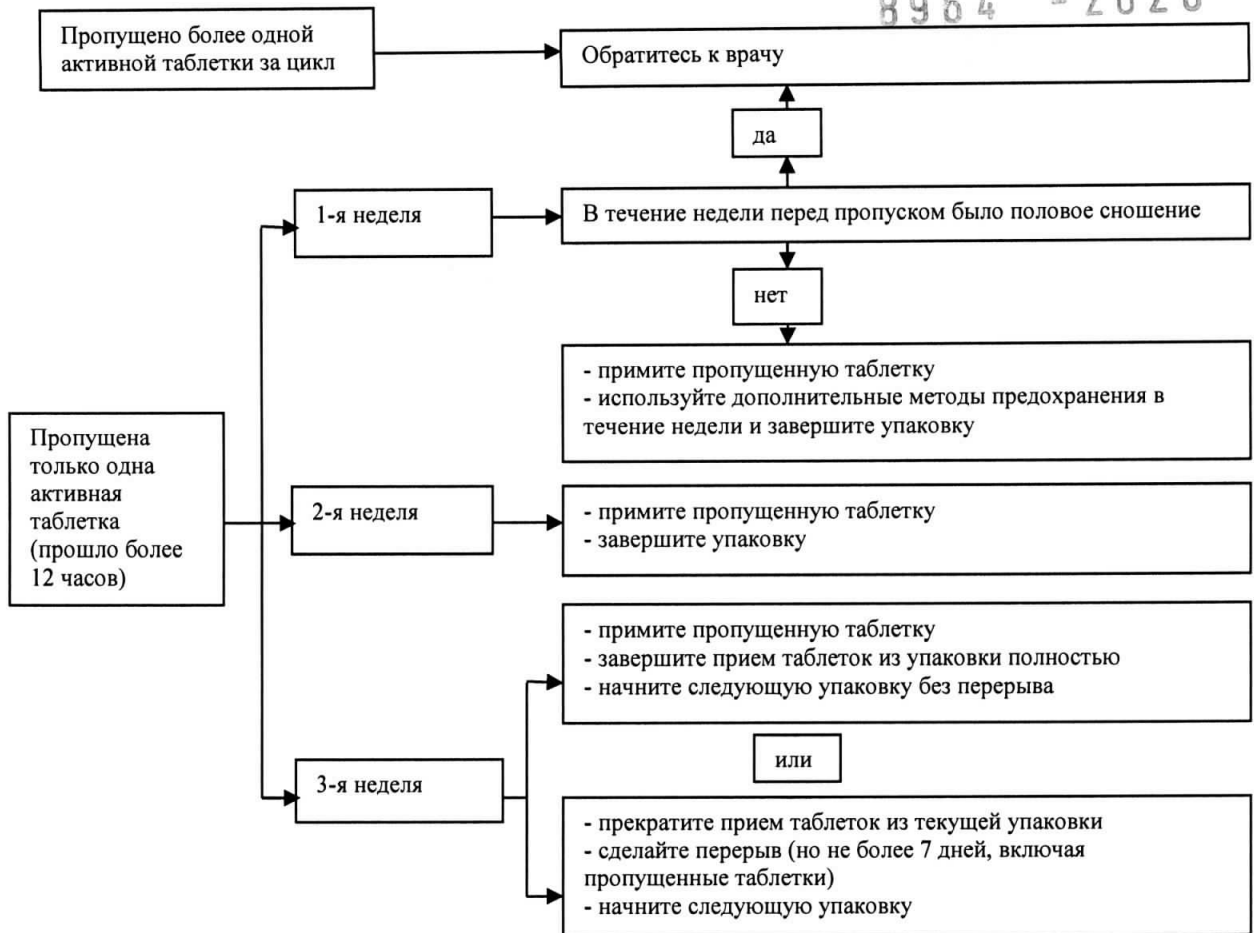 8984 - 2020
Пропущено более одной
активной таблетки за цикл
Обратитесь к врачу
да
1-я неделя
В течение недели перед пропуском было половое сношение
нет
- примите пропущенную таблетку
- используйте дополнительные методы предохранения в
течение недели и завершите упаковку
Пропущена
только одна
активная
таблетка
(прошло более
12 часов)
2-я неделя
- примите пропущенную таблетку
- завершите упаковку
- примите пропущенную таблетку
- завершите прием таблеток из упаковки полностью
- начните следующую упаковку без перерыва
или
3-я неделя
- прекратите прием таблеток из текущей упаковки
- сделайте перерыв (но не более 7 дней, включая
пропущенные таблетки)
- начните следующую упаковку